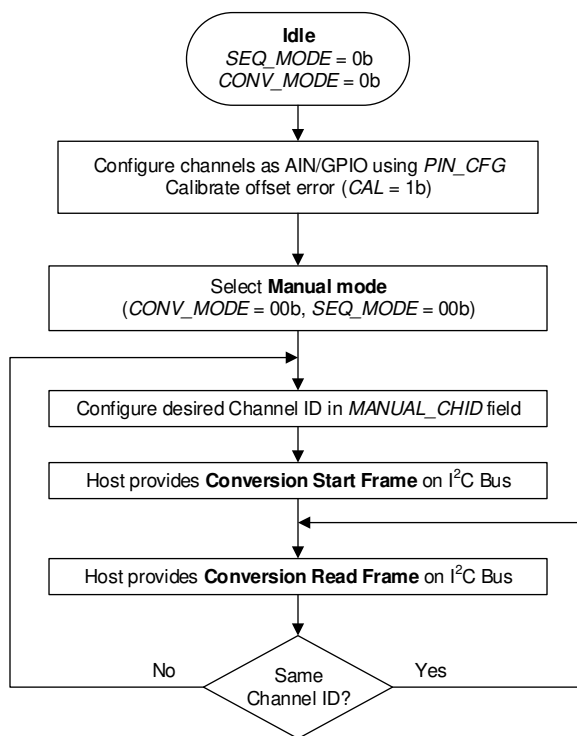 Idle
SEQ_MODE = 0b
CONV_MODE = 0b
Configure channels as AIN/GPIO using PIN_CFG
Calibrate offset error (CAL = 1b)
Select Manual mode
(CONV_MODE = 00b, SEQ_MODE = 00b)
Configure desired Channel ID in MANUAL_CHID field
Host provides Conversion Start Frame on I²C Bus
Host provides Conversion Read Frame on I²C Bus
No
Same
Yes
Channel ID?